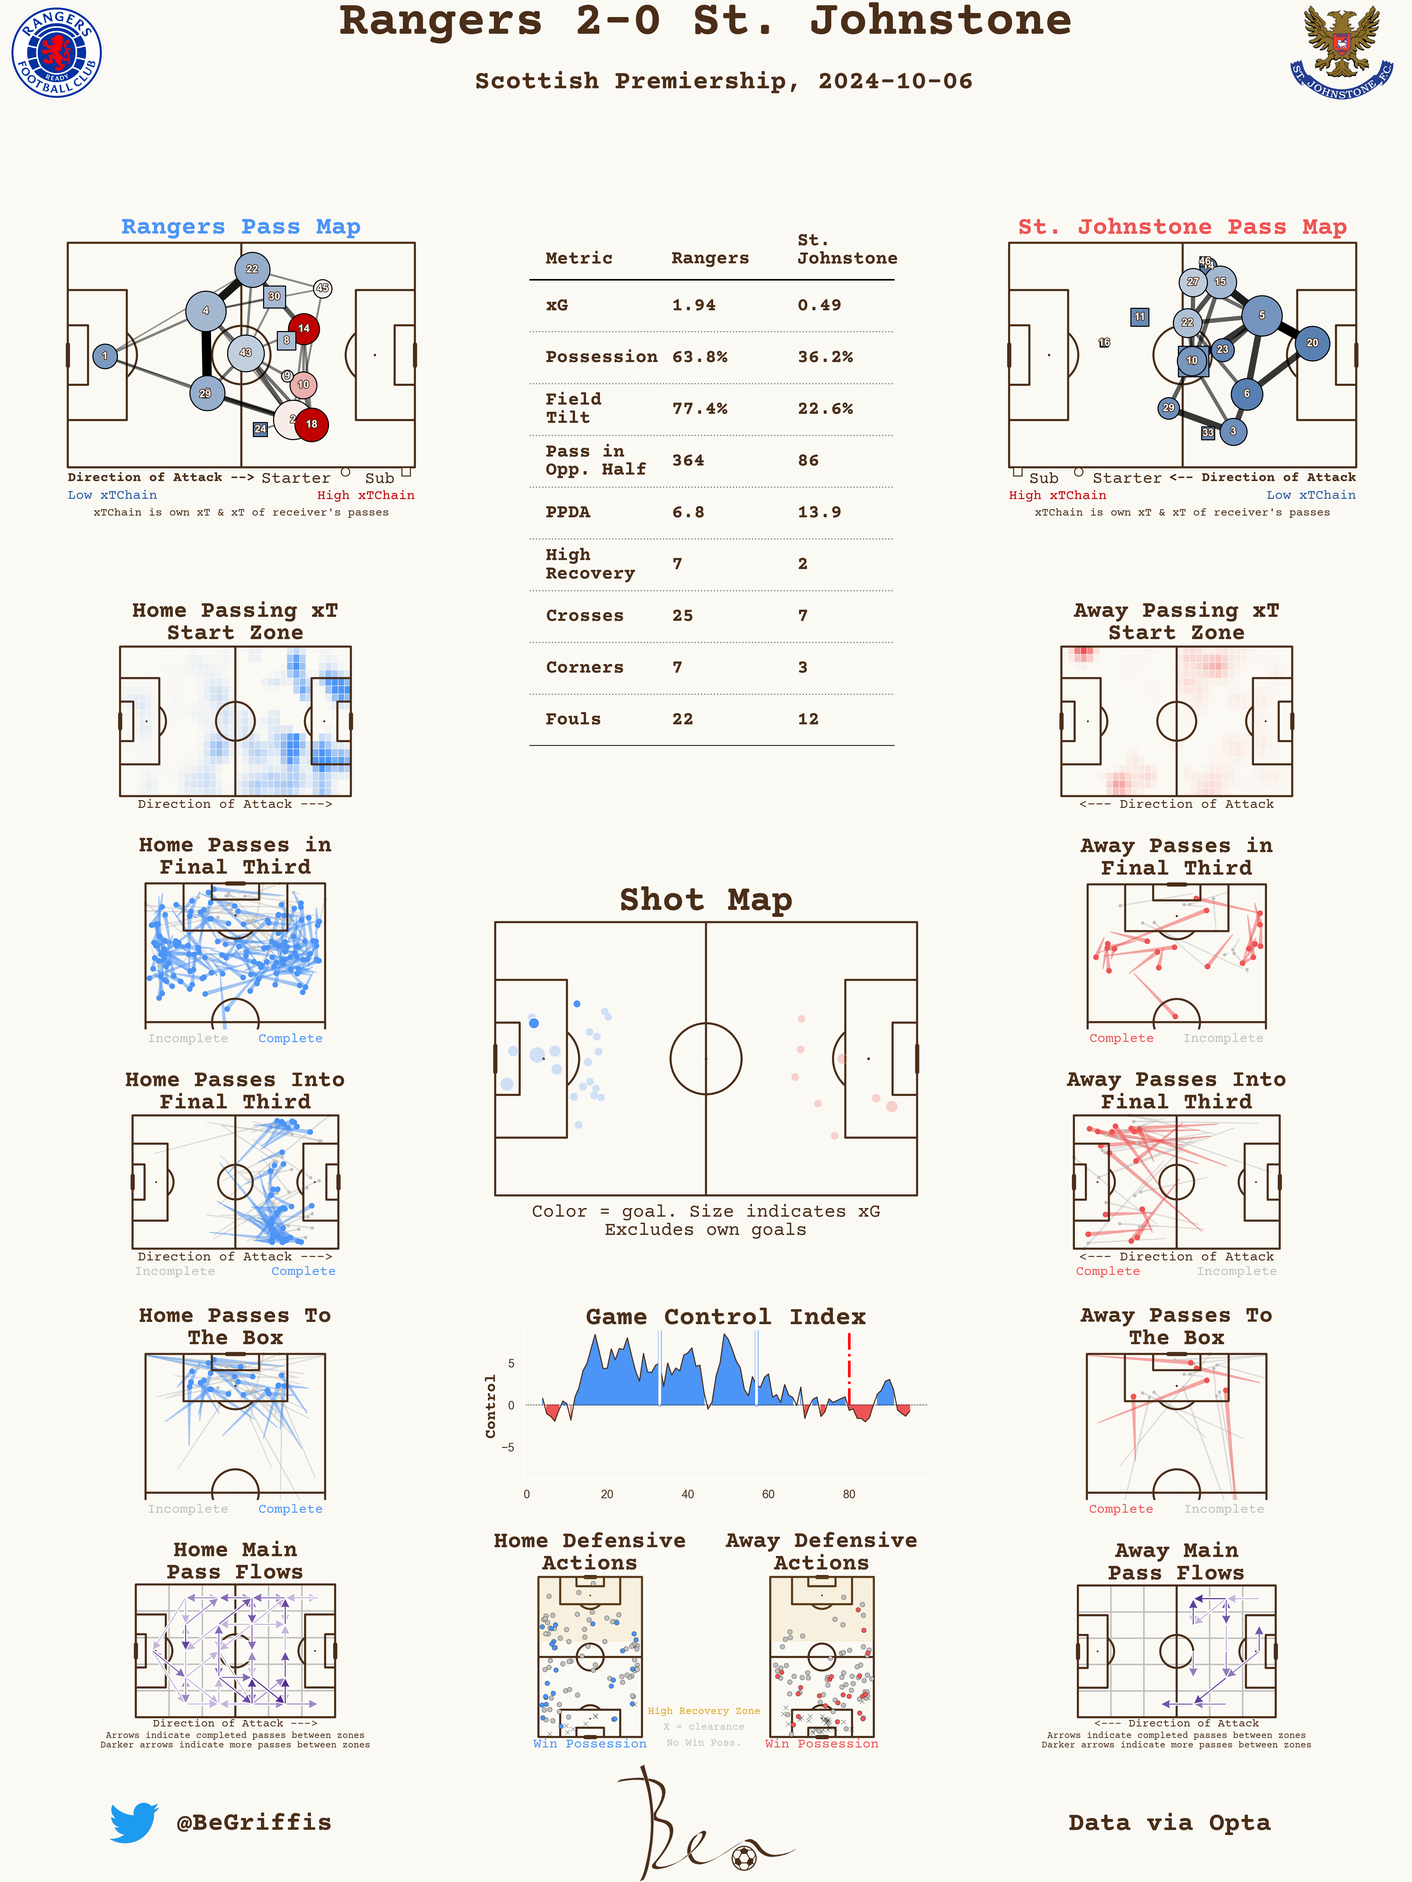 Rangers 2-0 St. Johnstone
Scottish Premiership, 2024-10-06
RANGERS
READY
FOOTBALL CLUB
ST. JOHNSTONE F.C.
Rangers Pass Map
22
45
30
4
14
8
43
1
9
10
29
2
18
24
Direction of Attack --> Starter Sub
Low xTChain High xTChain
xTChain is own xT & xT of receiver's passes
Metric Rangers St. Johnstone
xG 1.94 0.49
Possession 63.8% 36.2%
Field Tilt 77.4% 22.6%
Pass in Opp. Half 364 86
PPDA 6.8 13.9
High Recovery 7 2
Crosses 25 7
Corners 7 3
Fouls 22 12
St. Johnstone Pass Map
46
14
27
15
11
22
5
16
20
23
10
6
29
33
3
Sub Starter <-- Direction of Attack
High xTChain Low xTChain
xTChain is own xT & xT of receiver's passes
Home Passing xT
Start Zone
Direction of Attack --->
Away Passing xT
Start Zone
<--- Direction of Attack
Home Passes in
Final Third
Incomplete Complete
Away Passes in
Final Third
Complete Incomplete
Shot Map
Color = goal. Size indicates xG
Excludes own goals
Home Passes Into
Final Third
Direction of Attack --->
Incomplete Complete
Away Passes Into
Final Third
<--- Direction of Attack
Complete Incomplete
Home Passes To
The Box
Incomplete Complete
Game Control Index
Control
5
0
−5
0 20 40 60 80
Away Passes To
The Box
Complete Incomplete
Home Main
Pass Flows
Direction of Attack --->
Arrows indicate completed passes between zones
Darker arrows indicate more passes between zones
Home Defensive
Actions
Win Possession
High Recovery Zone
X = clearance
No Win Poss.
Away Defensive
Actions
Win Possession
Away Main
Pass Flows
<--- Direction of Attack
Arrows indicate completed passes between zones
Darker arrows indicate more passes between zones
@BeGriffis
Ben
Data via Opta